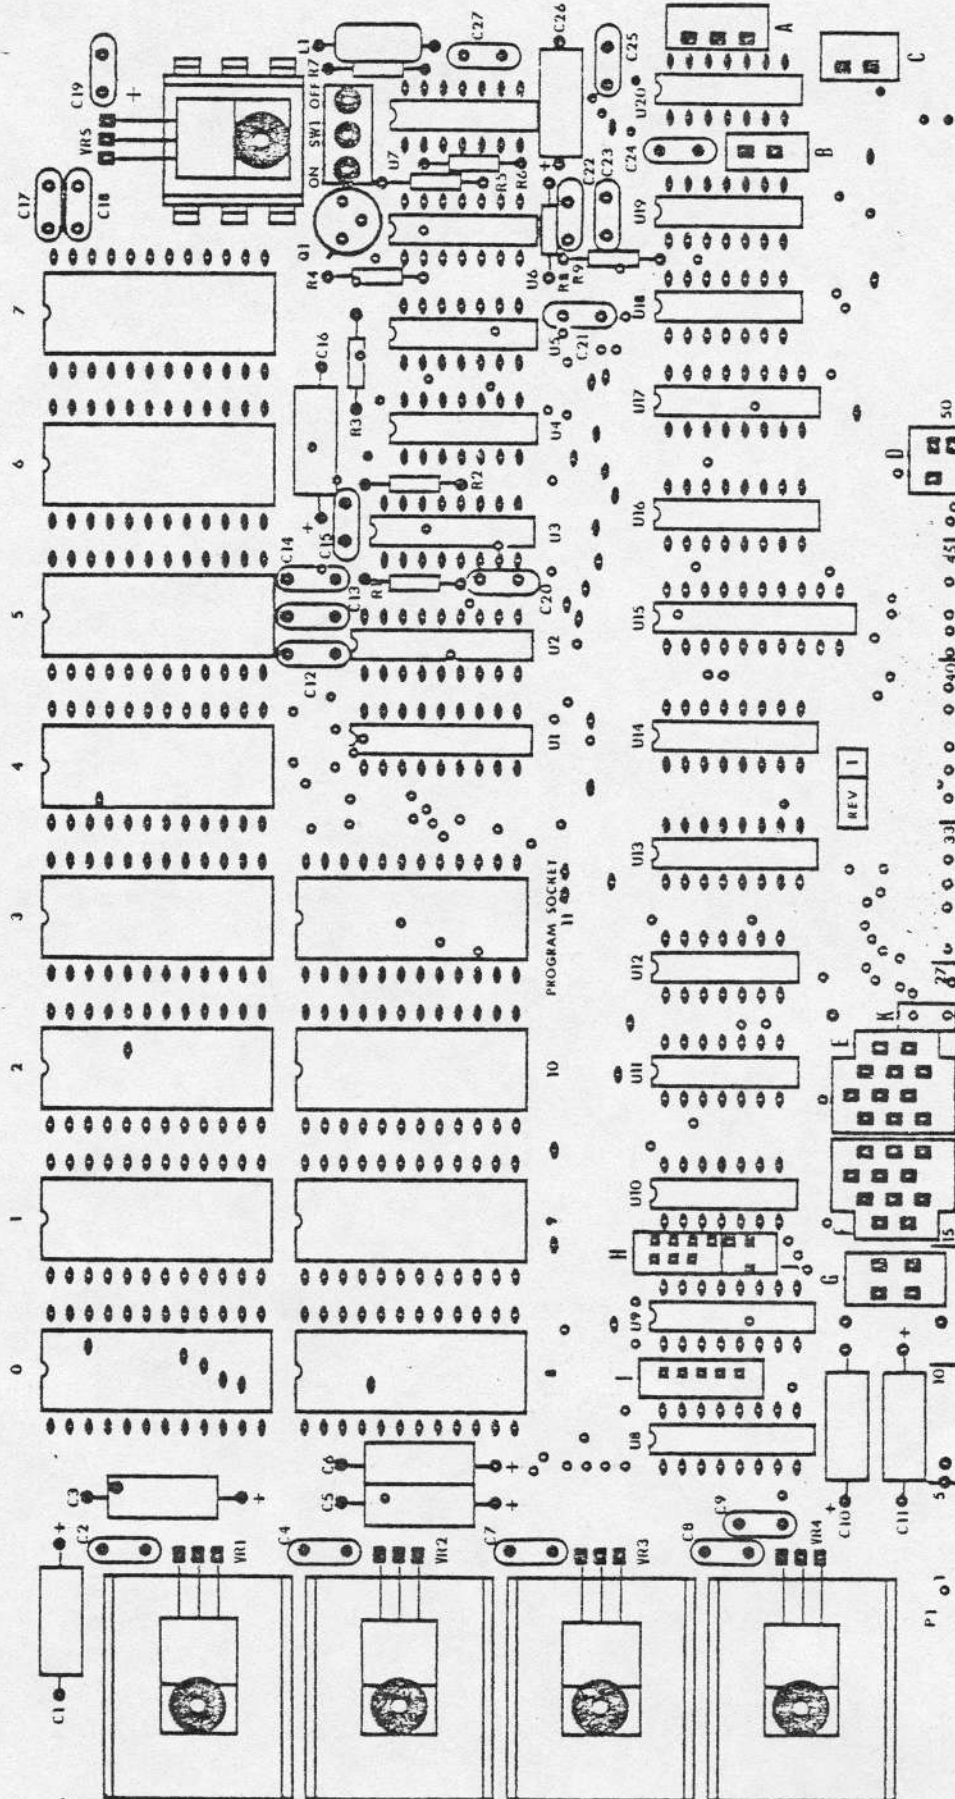 C1
+
C2
C3
+
C4
C5
+
C6
+
C7
C8
C9
VR1
VR2
VR3
VR4
P1
1
5
10
15
27
33
40
45
50
C10
+
C11
+
0
1
2
3
4
5
6
7
8
9
10
PROGRAM SOCKET
11
C12
C13
C14
C15
C16
+
C17
C18
C19
+
VR5
ON
SW1
OFF
Q1
L1
R1
R2
R3
R4
R5
R6
R7
R8
R9
C20
C21
C22
C23
C24
C25
C26
+
C27
U1
U2
U3
U4
U5
U6
U7
U8
U9
U10
U11
U12
U13
U14
U15
U16
U17
U18
U19
U20
A
B
C
D
E
F
G
H
I
J
K
REV 1